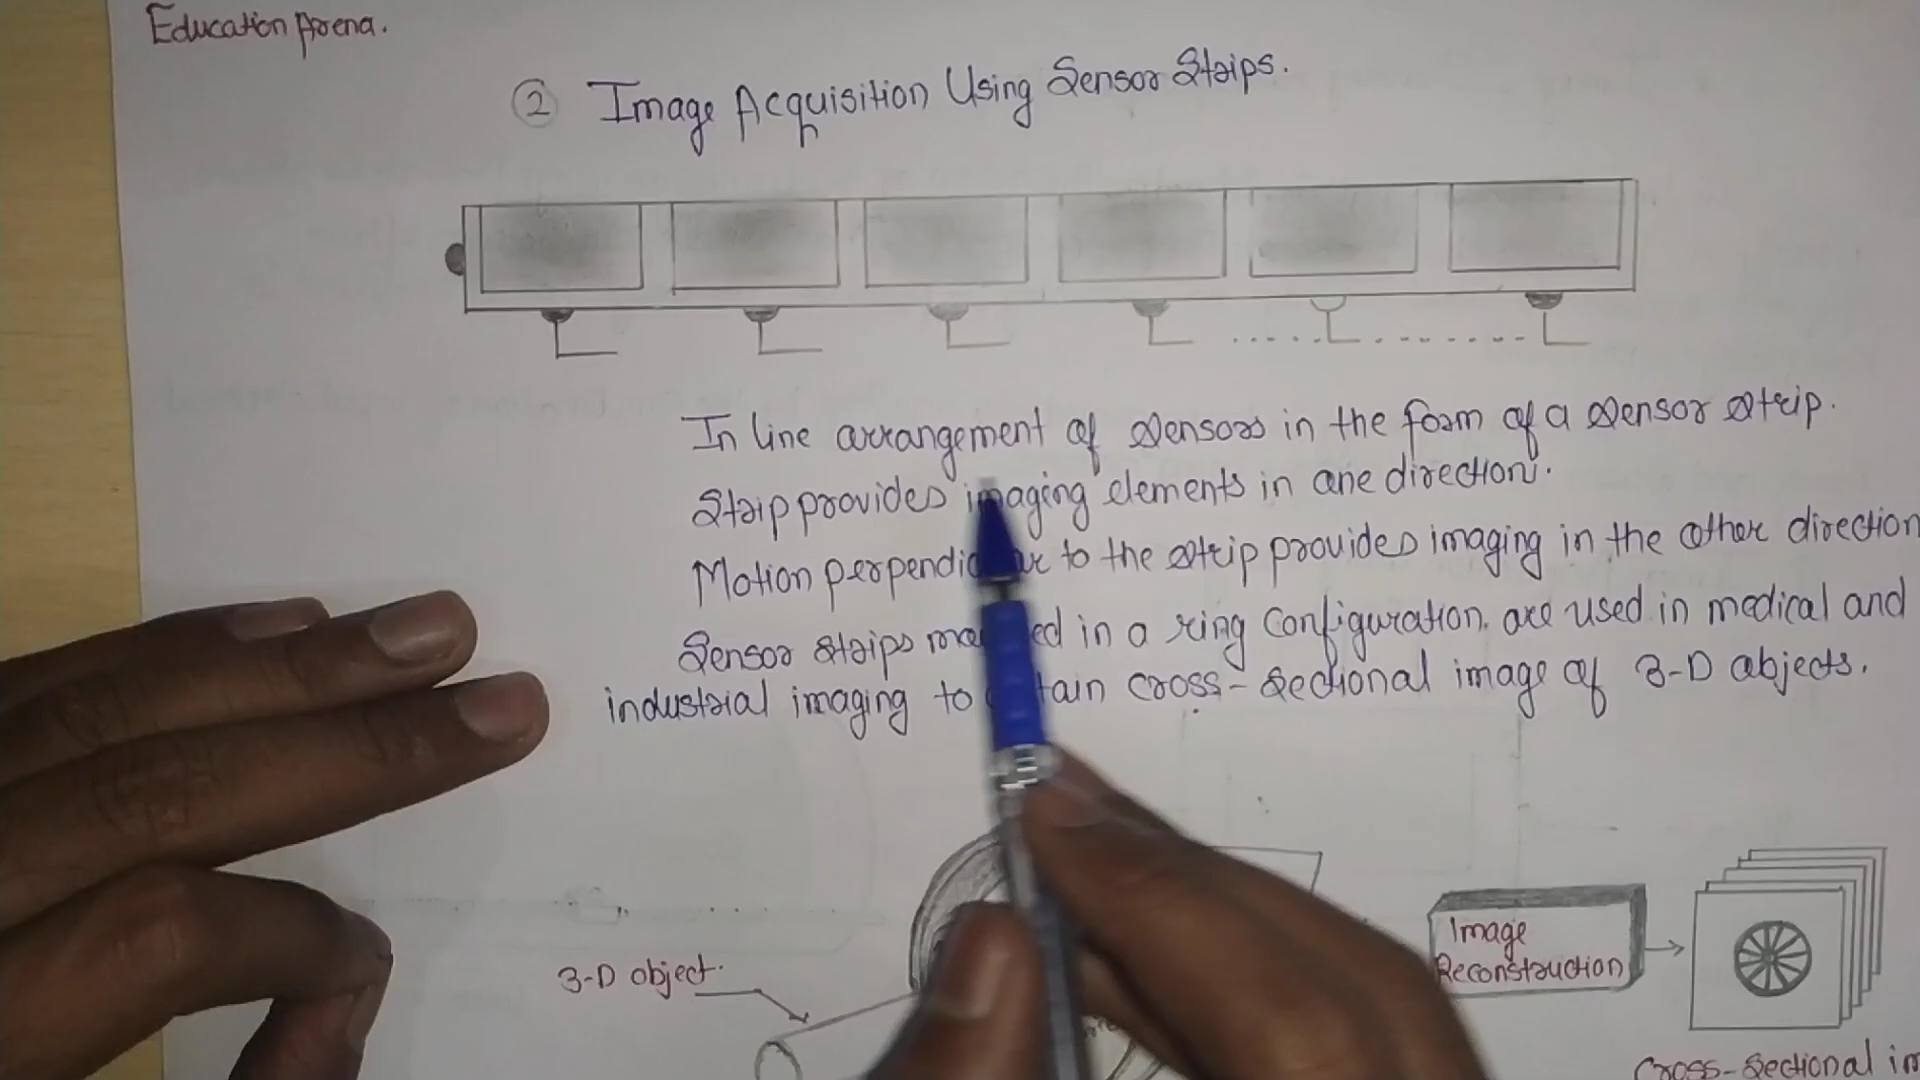 Education Arena.
② Image Acquisition Using Sensor Strips.
In line arrangement of sensors in the form of a sensor strip.
Strip provides imaging elements in one direction.
Motion to the strip provides imaging in the other direction
Sensor strips in a ring configuration. are used in medical and
industrial imaging to cross-sectional image of 3-D objects.
Image
Reconstruction
3-D object.
Cross-Sectional